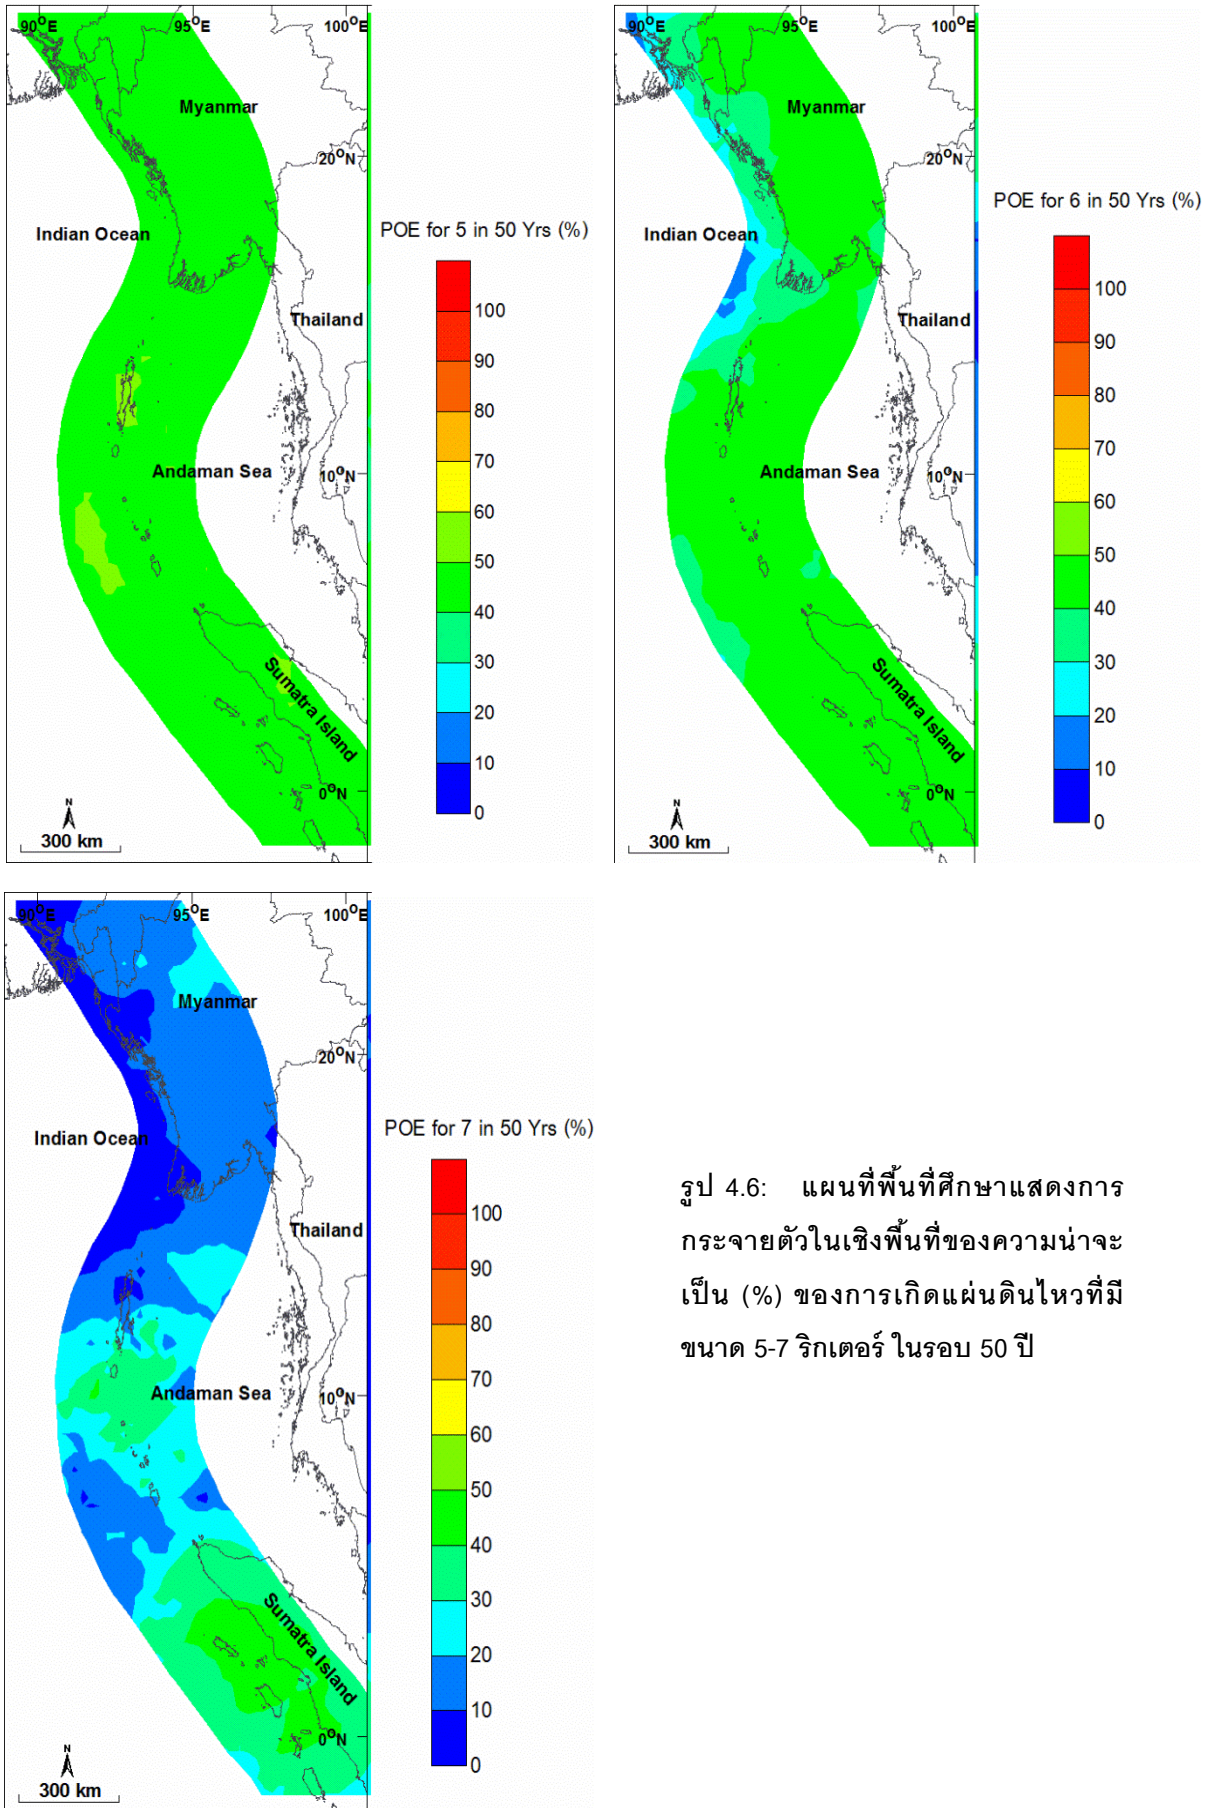 90°E 95°E 100°E
Myanmar
20°N
Indian Ocean
Thailand
Andaman Sea
10°N
Sumatra Island
0°N
N
300 km
POE for 5 in 50 Yrs (%)
100
90
80
70
60
50
40
30
20
10
0
90°E 95°E 100°E
Myanmar
20°N
Indian Ocean
Thailand
Andaman Sea
10°N
Sumatra Island
0°N
N
300 km
POE for 6 in 50 Yrs (%)
100
90
80
70
60
50
40
30
20
10
0
90°E 95°E 100°E
Myanmar
20°N
Indian Ocean
Thailand
Andaman Sea
10°N
Sumatra Island
0°N
N
300 km
POE for 7 in 50 Yrs (%)
100
90
80
70
60
50
40
30
20
10
0
รูป 4.6: แผนที่พื้นที่ศึกษาแสดงการ
กระจายตัวในเชิงพื้นที่ของความน่าจะ
เป็น (%) ของการเกิดแผ่นดินไหวที่มี
ขนาด 5-7 ริกเตอร์ ในรอบ 50 ปี